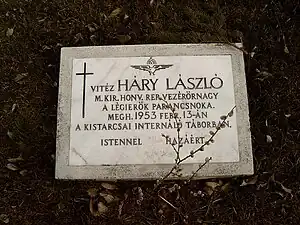 VITÉZ HÁRY LÁSZLÓ
M. KIR. HONV. REP. VEZÉRŐRNAGY
A LÉGIERŐK PARANCSNOKA.
MEGH. 1953 FEBR. 13-ÁN
A KISTARCSAI INTERNÁLÓ TÁBORBAN.
ISTENNEL HAZÁÉRT